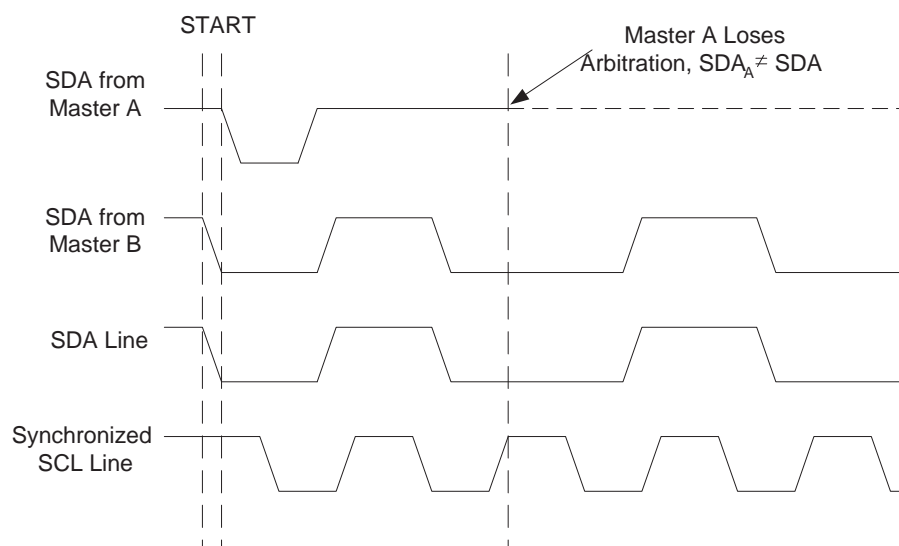 START
Master A Loses
Arbitration, SDA_A ≠ SDA
SDA from
Master A
SDA from
Master B
SDA Line
Synchronized
SCL Line